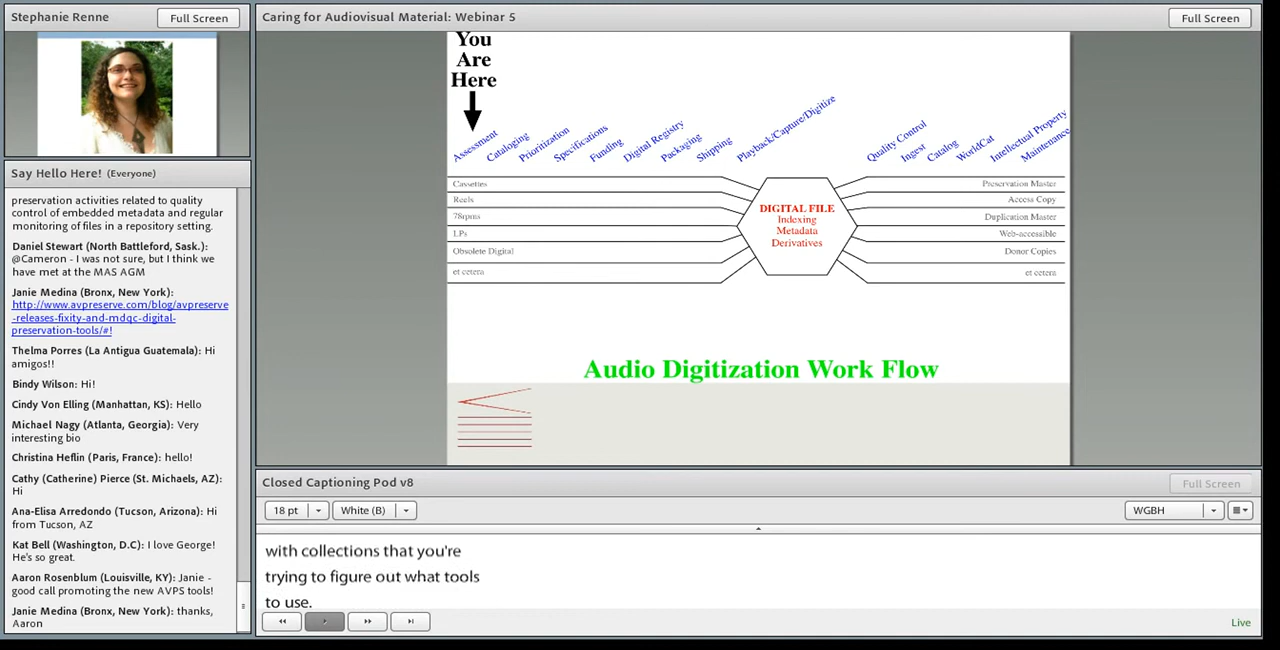 Stephanie Renne
Full Screen
Say Hello Here! (Everyone)
preservation activities related to quality
control of embedded metadata and regular
monitoring of files in a repository setting.
Daniel Stewart (North Battleford, Sask.):
@Cameron - I was not sure, but I think we
have met at the MAS AGM
Janie Medina (Bronx, New York):
http://www.avpreserve.com/blog/avpreserve
-releases-fixity-and-mdqc-digital-
preservation-tools/#!
Thelma Porres (La Antigua Guatemala): Hi
amigos!!
Bindy Wilson: Hi!
Cindy Von Elling (Manhattan, KS): Hello
Michael Nagy (Atlanta, Georgia): Very
interesting bio
Christina Heflin (Paris, France): hello!
Cathy (Catherine) Pierce (St. Michaels, AZ):
Hi
Ana-Elisa Arredondo (Tucson, Arizona): Hi
from Tucson, AZ
Kat Bell (Washington, D.C): I love George!
He's so great.
Aaron Rosenblum (Louisville, KY): Janie -
good call promoting the new AVPS tools!
Janie Medina (Bronx, New York): thanks,
Aaron
Caring for Audiovisual Material: Webinar 5
Full Screen
You
Are
Here
Assessment
Cataloging
Prioritization
Specifications
Funding
Digital Registry
Packaging
Shipping
Playback/Capture/Digitize
Quality Control
Ingest
Catalog
WorldCat
Intellectual Property
Maintenance
Cassettes
Reels
78rpms
LPs
Obsolete Digital
et cetera
DIGITAL FILE
Indexing
Metadata
Derivatives
Preservation Master
Access Copy
Duplication Master
Web-accessible
Donor Copies
et cetera
Audio Digitization Work Flow
Closed Captioning Pod v8
Full Screen
18 pt
White (B)
WGBH
with collections that you're
trying to figure out what tools
to use.
Live